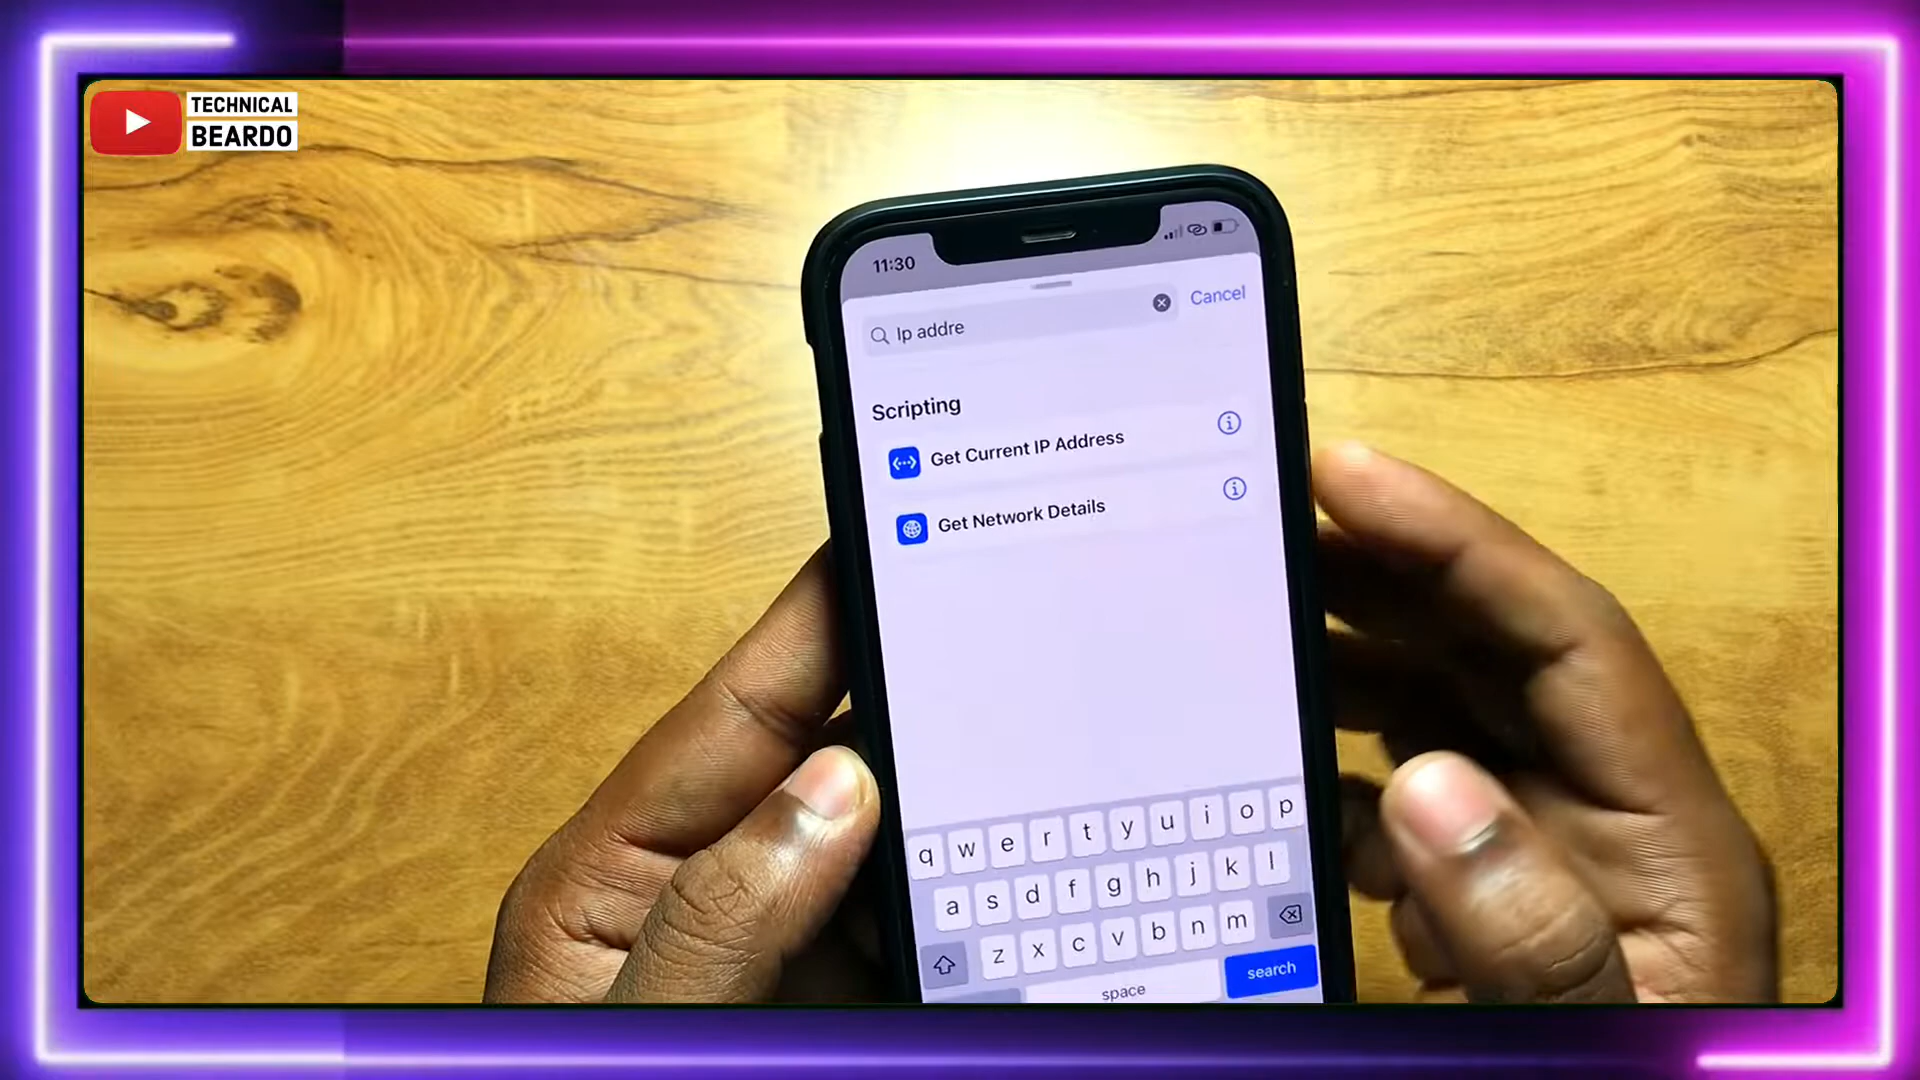 TECHNICAL
BEARDO
11:30
Ip addre
Cancel
Scripting
Get Current IP Address
Get Network Details
q w e r t y u i o p
a s d f g h j k l
z x c v b n m
space
search